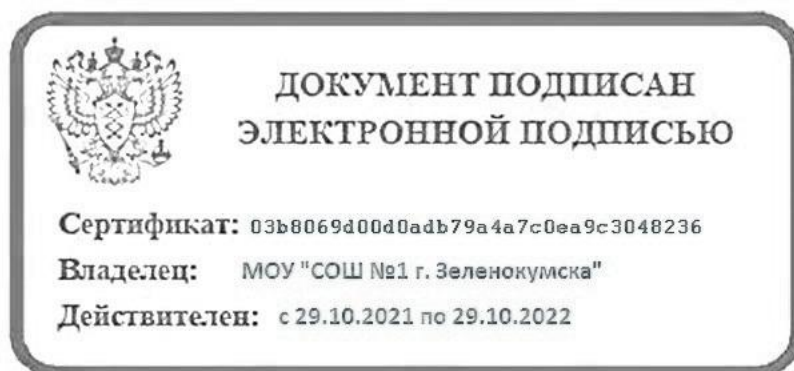 ДОКУМЕНТ ПОДПИСАН
ЭЛЕКТРОННОЙ ПОДПИСЬЮ
Сертификат: 03b8069d00d0adb79a4a7c0ea9c3048236
Владелец: МОУ "СОШ №1 г. Зеленокумска"
Действителен: с 29.10.2021 по 29.10.2022